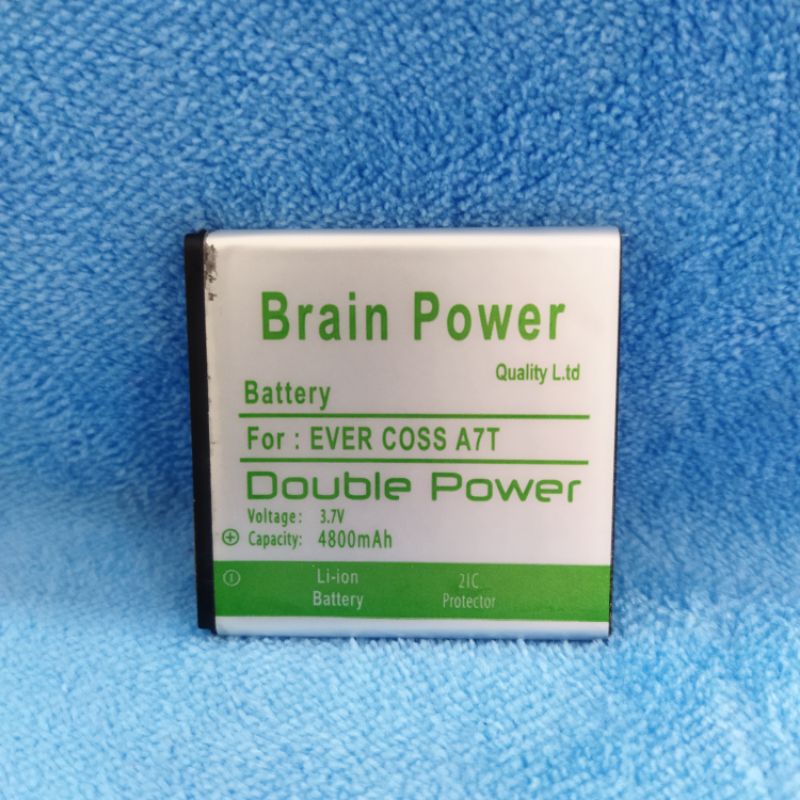 Brain Power
Quality L.td
Battery
For : EVER COSS A7T
Double Power
Voltage: 3.7V
Capacity: 4800mAh
Li-ion
Battery
2IC
Protector